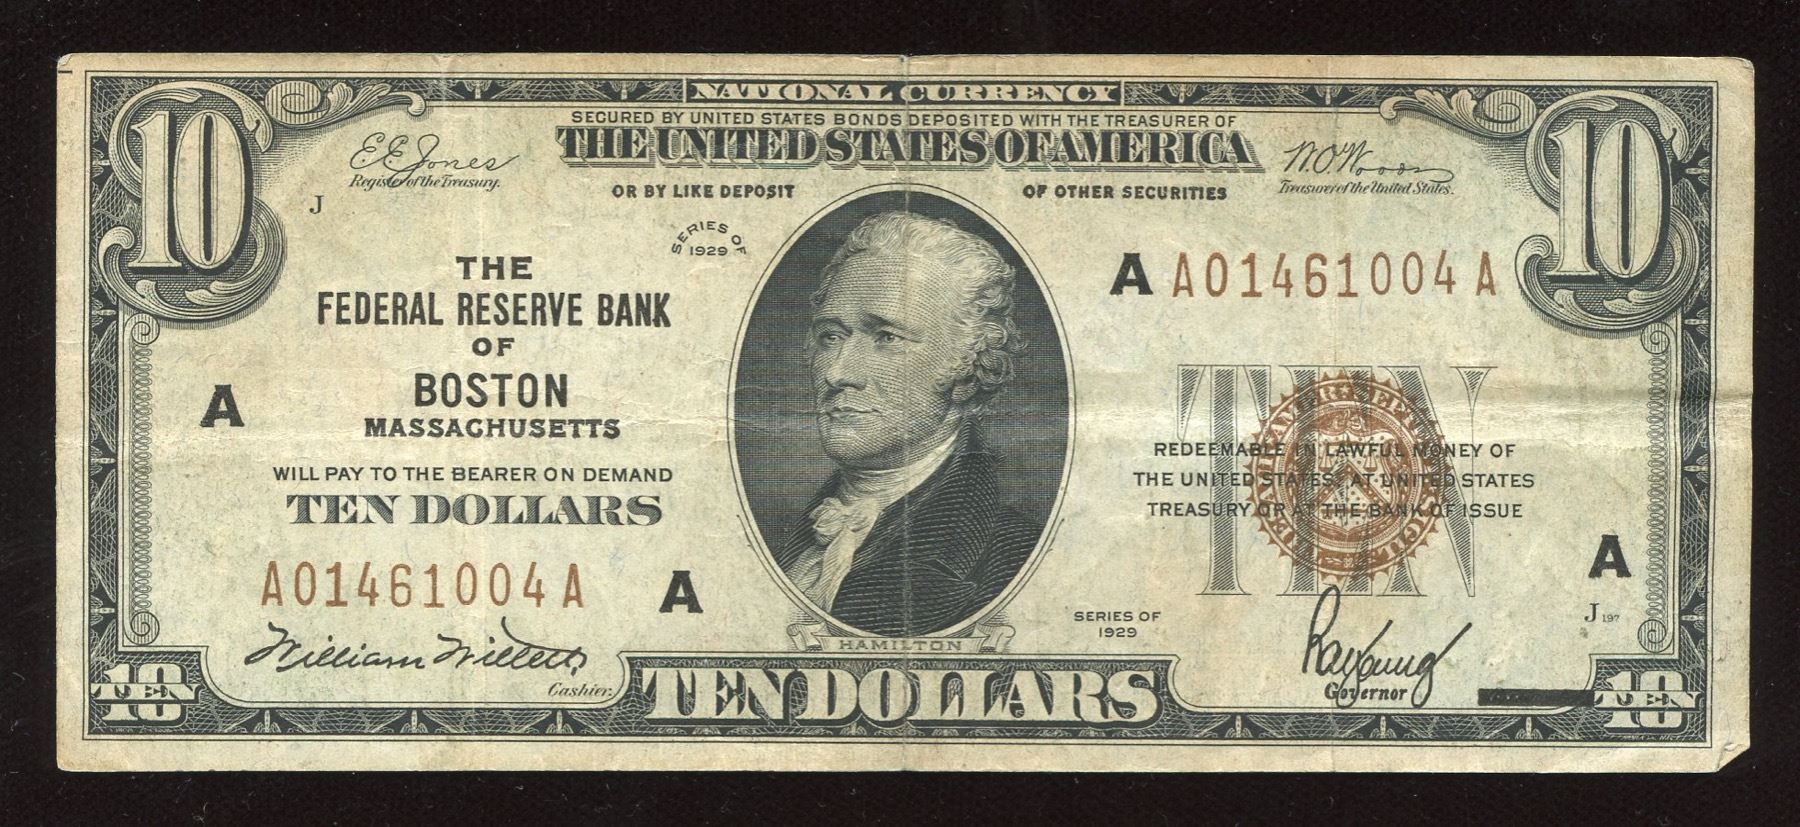 NATIONAL CURRENCY
SECURED BY UNITED STATES BONDS DEPOSITED WITH THE TREASURER OF
THE UNITED STATES OF AMERICA
OR BY LIKE DEPOSIT OF OTHER SECURITIES
10
10
E.E. Jones
Register of the Treasury.
W.O. Woods
Treasurer of the United States.
J
SERIES OF
1929
THE
FEDERAL RESERVE BANK
OF
BOSTON
MASSACHUSETTS
A
WILL PAY TO THE BEARER ON DEMAND
TEN DOLLARS
A01461004A
A
William Willett
Cashier.
HAMILTON
A A01461004A
TEN
REDEEMABLE IN LAWFUL MONEY OF
THE UNITED STATES AT UNITED STATES
TREASURY OR AT THE BANK OF ISSUE
A
SERIES OF
1929
J 197
Governor
10
TEN
TEN DOLLARS
10
TEN